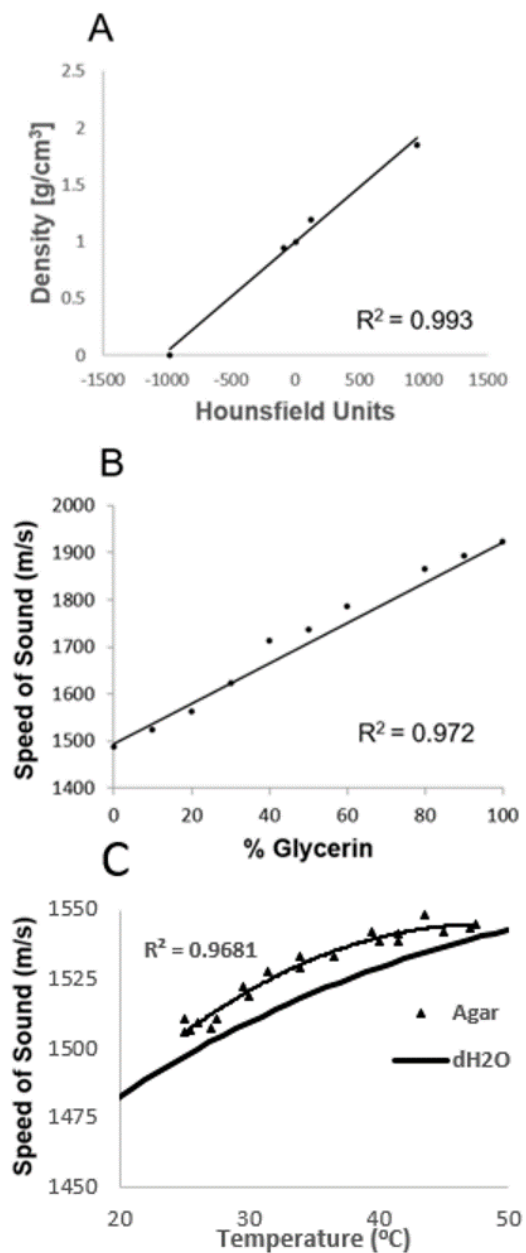 A
2.5
2
1.5
1
0.5
0
Density [g/cm³]
R² = 0.993
-1500 -1000 -500 0 500 1000 1500
Hounsfield Units
B
2000
1900
1800
1700
1600
1500
1400
Speed of Sound (m/s)
R² = 0.972
0 20 40 60 80 100
% Glycerin
C
1550
1525
1500
1475
1450
Speed of Sound (m/s)
R² = 0.9681
Agar
dH2O
20 30 40 50
Temperature (ºC)